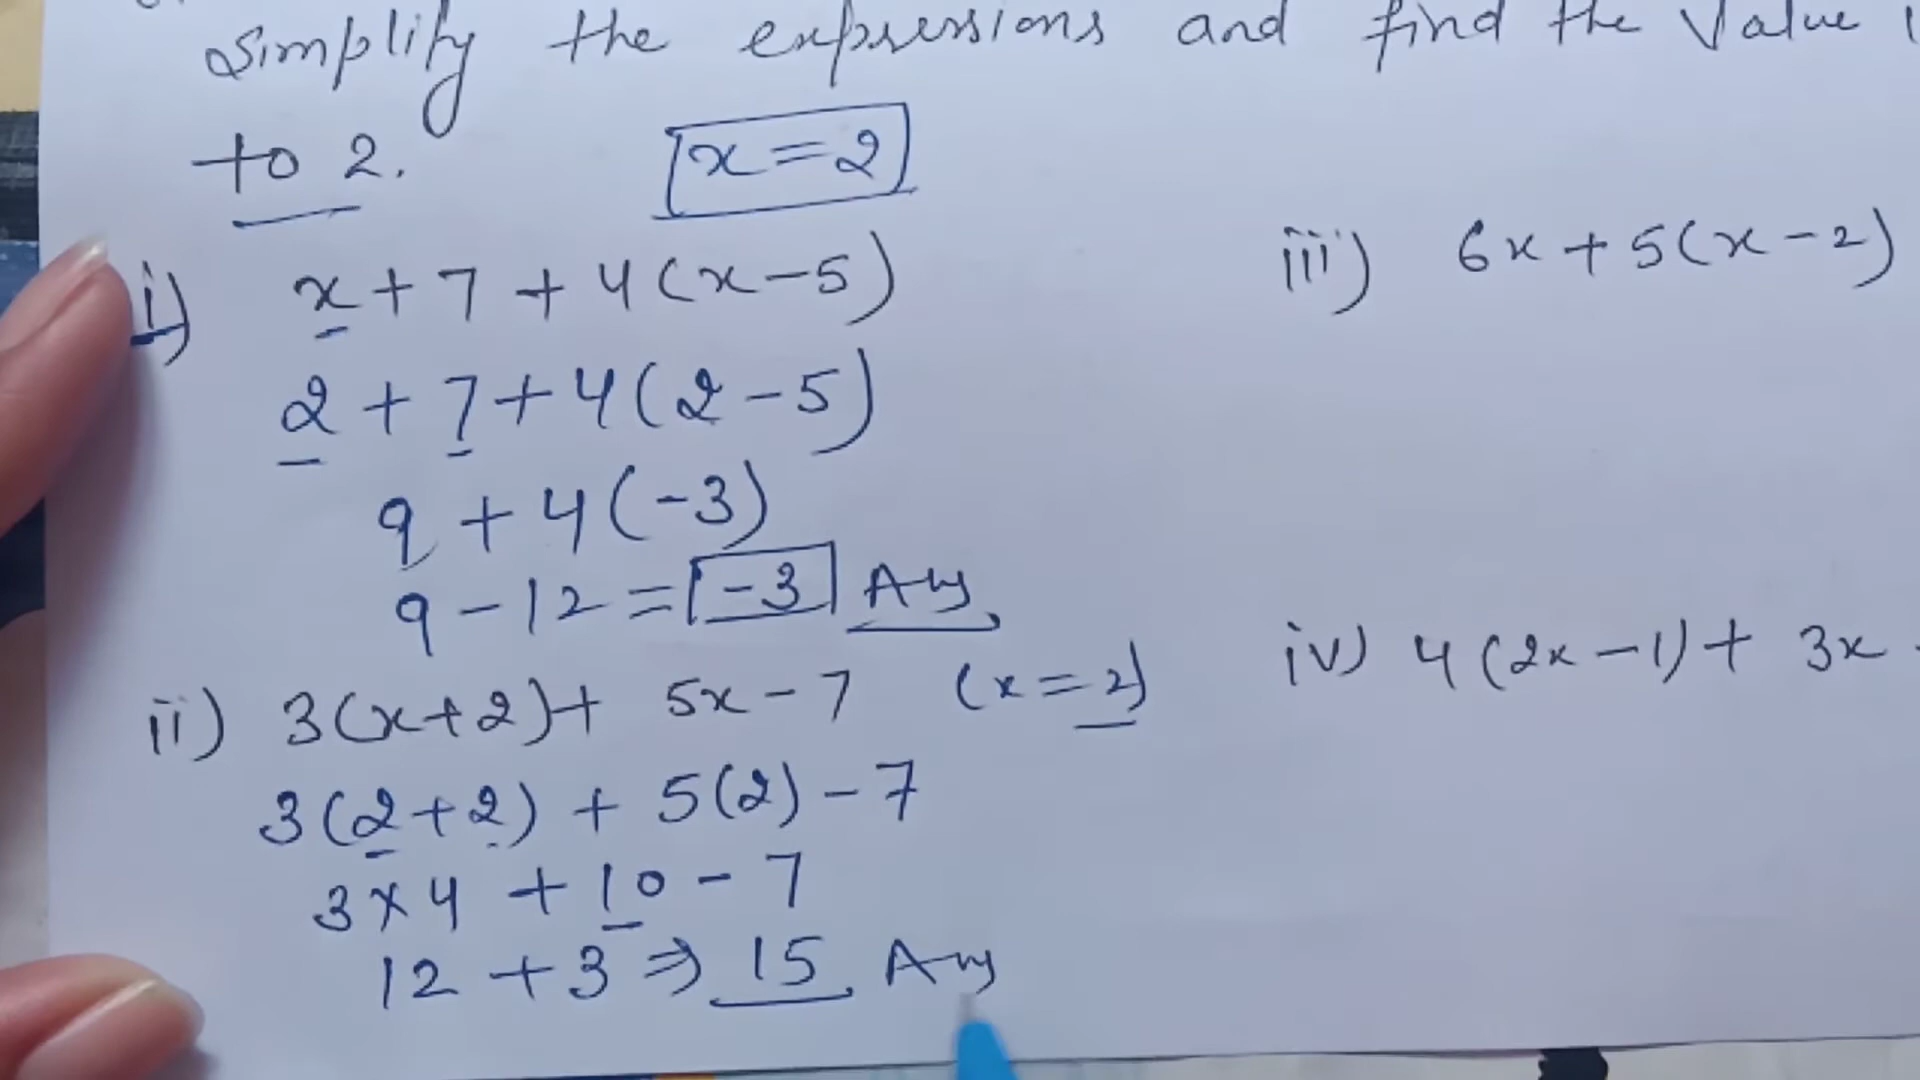 Simplify the expressions and find the value
to 2.
x = 2
i) x + 7 + 4(x - 5)
2 + 7 + 4(2 - 5)
9 + 4(-3)
9 - 12 = -3 Ans
ii) 3(x + 2) + 5x - 7 (x = 2)
3(2 + 2) + 5(2) - 7
3 × 4 + 10 - 7
12 + 3 ⇒ 15 Ans
iii) 6x + 5(x - 2)
iv) 4(2x - 1) + 3x